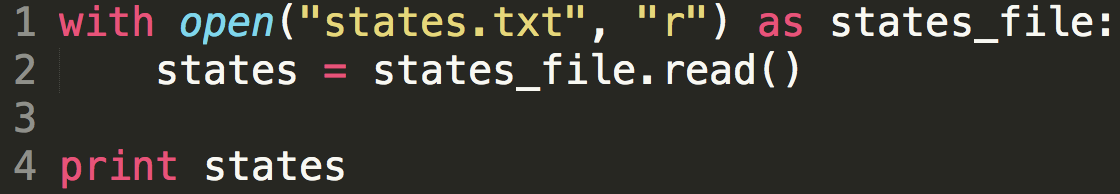 1 with open("states.txt", "r") as states_file:
2     states = states_file.read()
3
4 print states